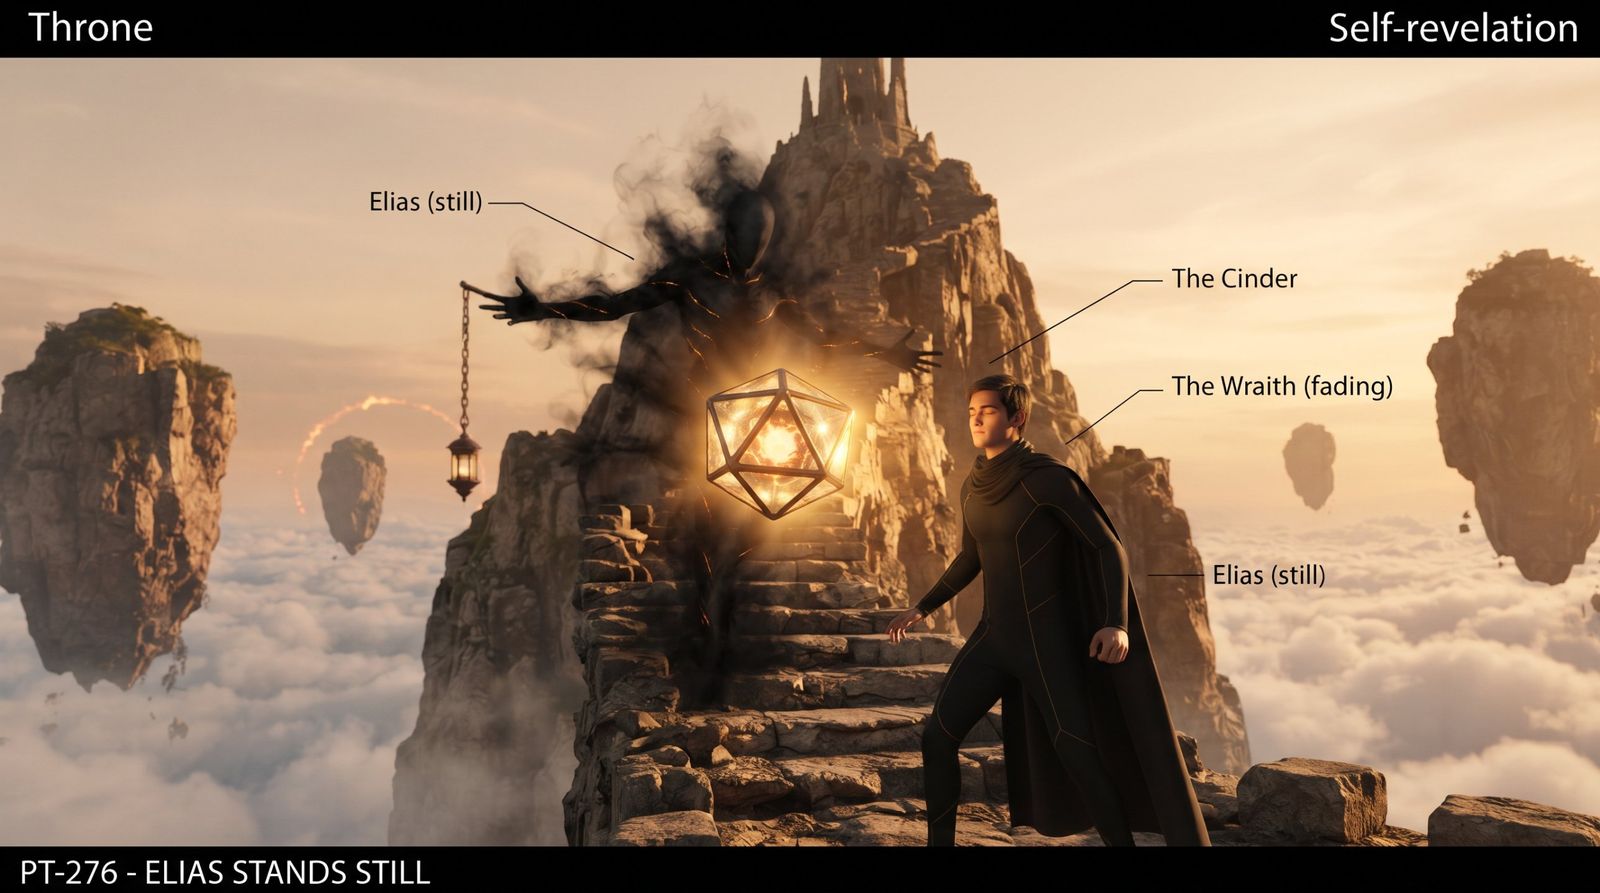 Throne
Self-revelation
Elias (still)
The Cinder
The Wraith (fading)
Elias (still)
PT-276 - ELIAS STANDS STILL